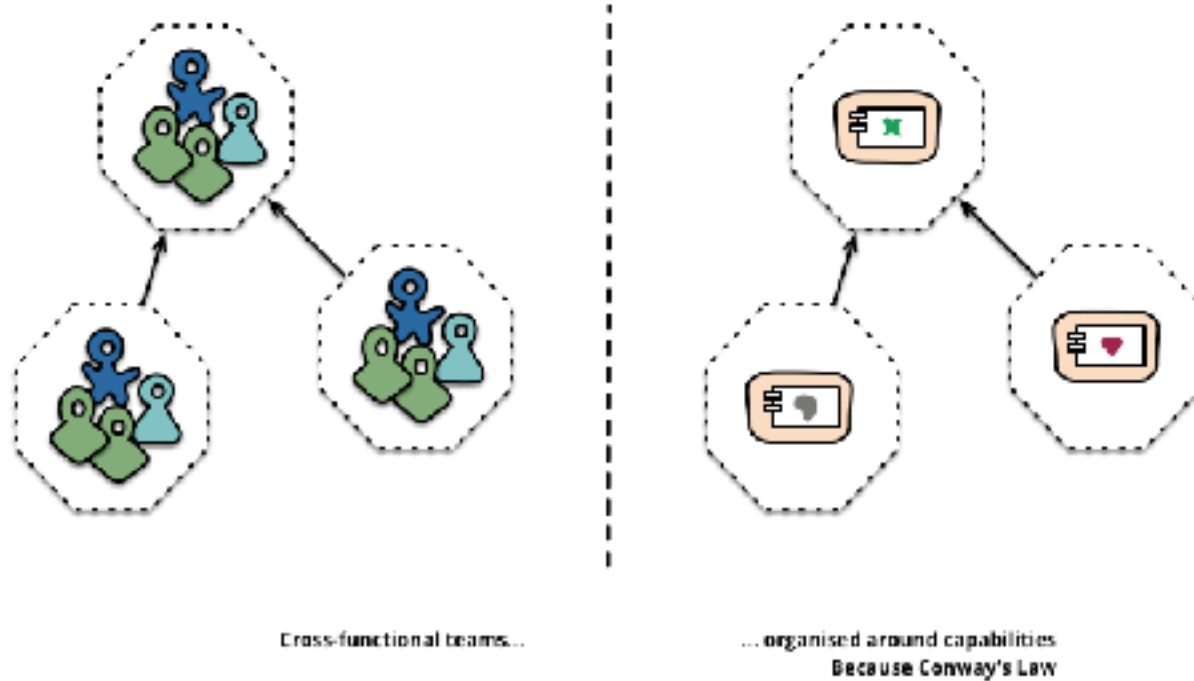 Cross-functional teams...
... organised around capabilities
Because Conway's Law